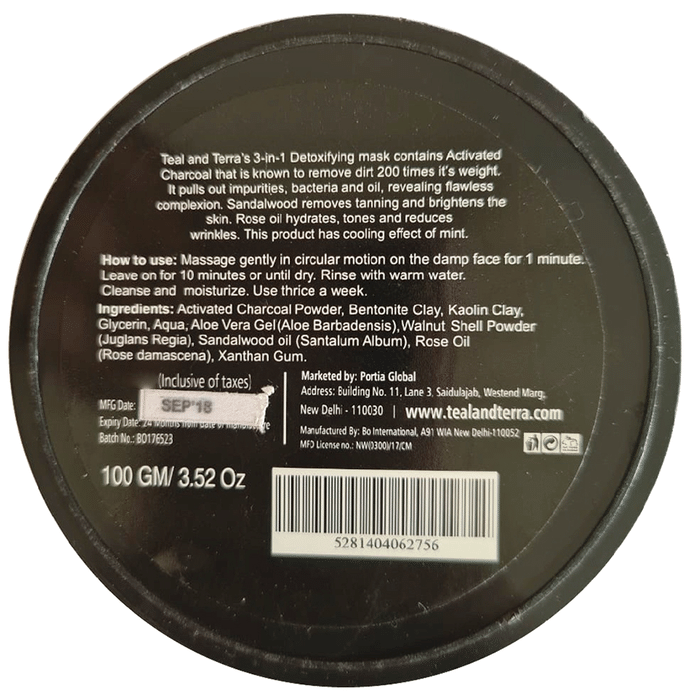 Teal and Terra's 3-in-1 Detoxifying mask contains Activated
Charcoal that is known to remove dirt 200 times it's weight.
It pulls out impurities, bacteria and oil, revealing flawless
complexion. Sandalwood removes tanning and brightens the
skin. Rose oil hydrates, tones and reduces
wrinkles. This product has cooling effect of mint.
How to use: Massage gently in circular motion on the damp face for 1 minute.
Leave on for 10 minutes or until dry. Rinse with warm water.
Cleanse and moisturize. Use thrice a week.
Ingredients: Activated Charcoal Powder, Bentonite Clay, Kaolin Clay,
Glycerin, Aqua, Aloe Vera Gel (Aloe Barbadensis), Walnut Shell Powder
(Juglans Regia), Sandalwood oil (Santalum Album), Rose Oil
(Rose damascena), Xanthan Gum.
(Inclusive of taxes)
MFG Date: SEP'18
Expiry Date: 24 Months from date of manufacture
Batch No.: BO176523
Marketed by: Portia Global
Address: Building No. 11, Lane 3, Saidulajab, Westend Marg,
New Delhi - 110030 | www.tealandterra.com
Manufactured By: Bo International, A91 WIA New Delhi-110052
MFD License no.: NW(0300)/17/CM
100 GM/ 3.52 Oz
5281404062756